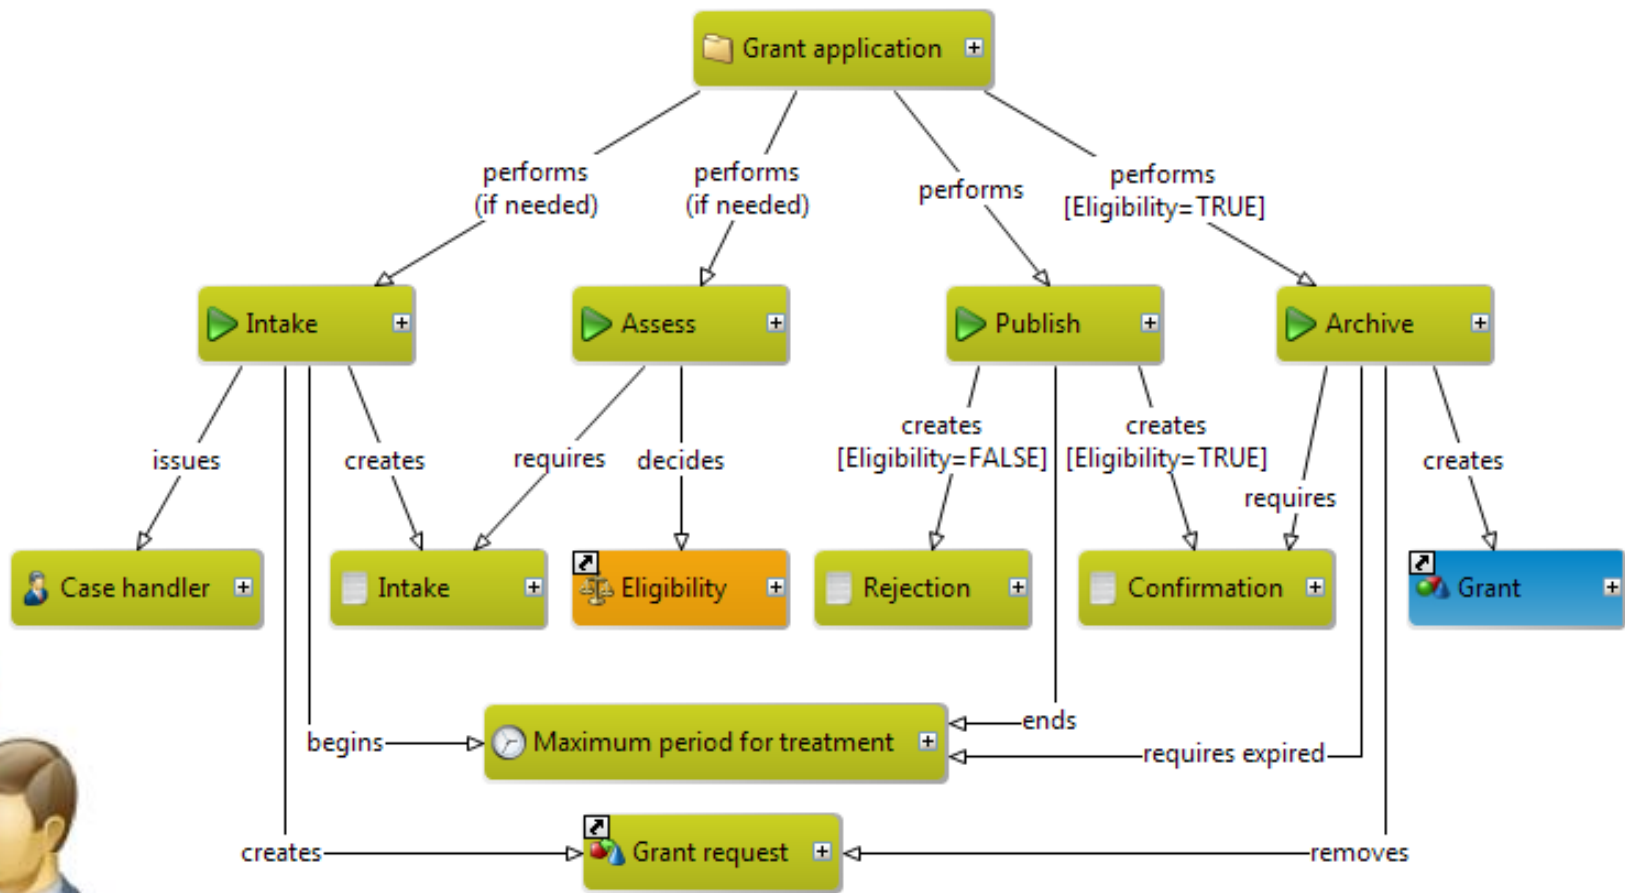 Grant application
performs
(if needed)
performs
(if needed)
performs
performs
[Eligibility=TRUE]
Intake
Assess
Publish
Archive
issues
creates
requires
decides
creates
[Eligibility=FALSE]
creates
[Eligibility=TRUE]
requires
creates
Case handler
Intake
Eligibility
Rejection
Confirmation
Grant
begins
Maximum period for treatment
ends
requires expired
creates
Grant request
removes